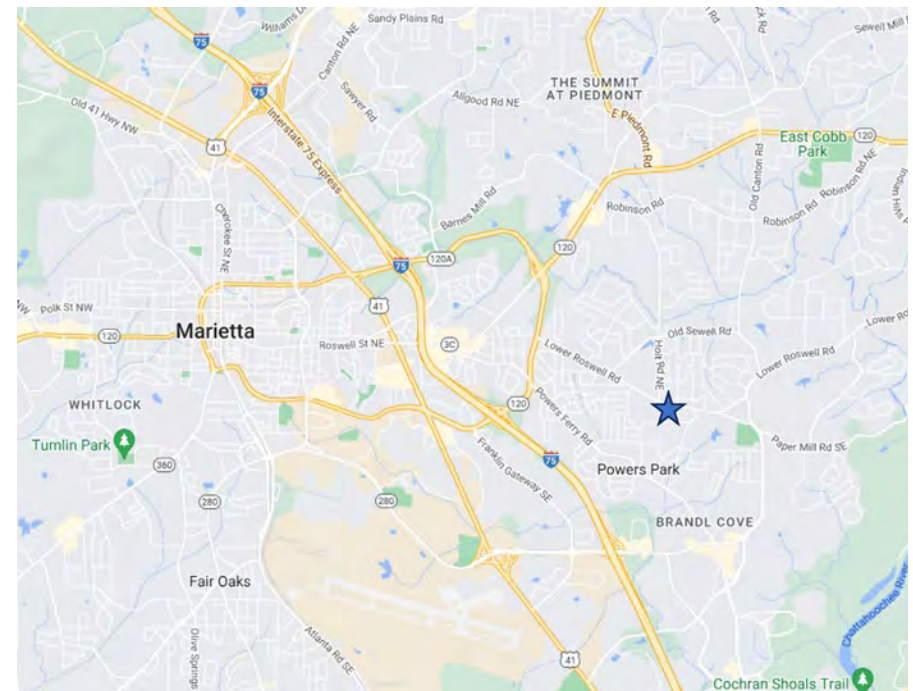 Sandy Plains Rd
75
Canton Rd NE
Sewell Mill
75
THE SUMMIT
AT PIEDMONT
Old 41 Hwy NW
Sawyer Rd
Allgood Rd NE
Interstate 75 Express
E Piedmont Rd
East Cobb
Park
120
41
Old Canton Rd
Robinson Rd.NE
Robinson Rd
Robinson Rd
Barnes Mill Rd
Cherokee St NE
Indian Hills
120
120A
75
Polk St NW
41
Marietta
120
Roswell St NE
3C
Old Sewell Rd
Holt Rd NE
Lower Roswell Rd
Lower Roswell Rd
Lower Ro
WHITLOCK
120
Powers Ferry Rd
Tumlin Park
Franklin Gateway SE
Paper Mill Rd SE
360
75
Powers Park
280
280
BRANDL COVE
Fair Oaks
Chattahoochee River
Olive Springs
Atlanta Rd SE
41
Cochran Shoals Trail